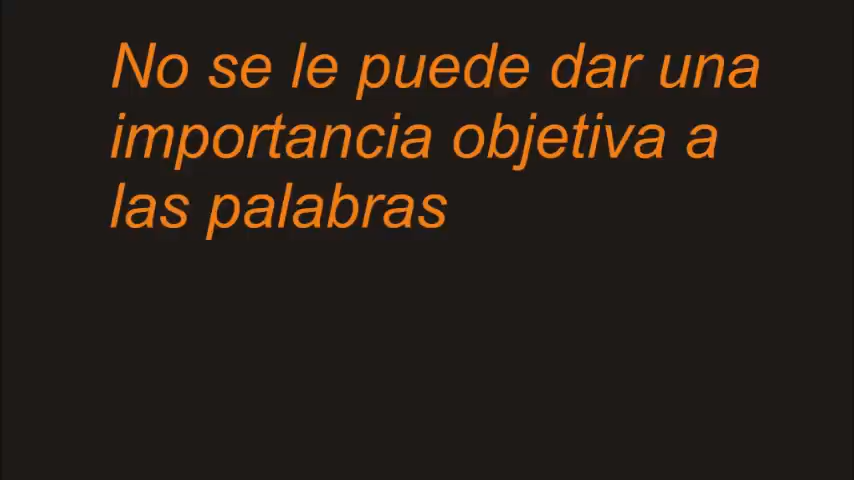 No se le puede dar una
importancia objetiva a
las palabras